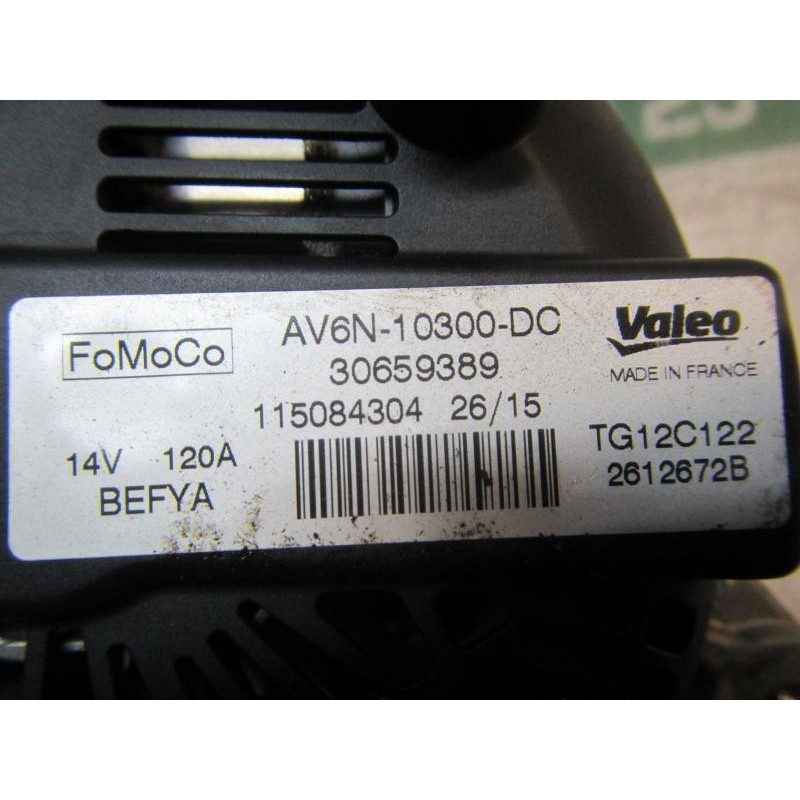 FoMoCo
AV6N-10300-DC
30659389
115084304 26/15
14V 120A
BEFYA
Valeo
MADE IN FRANCE
TG12C122
2612672B